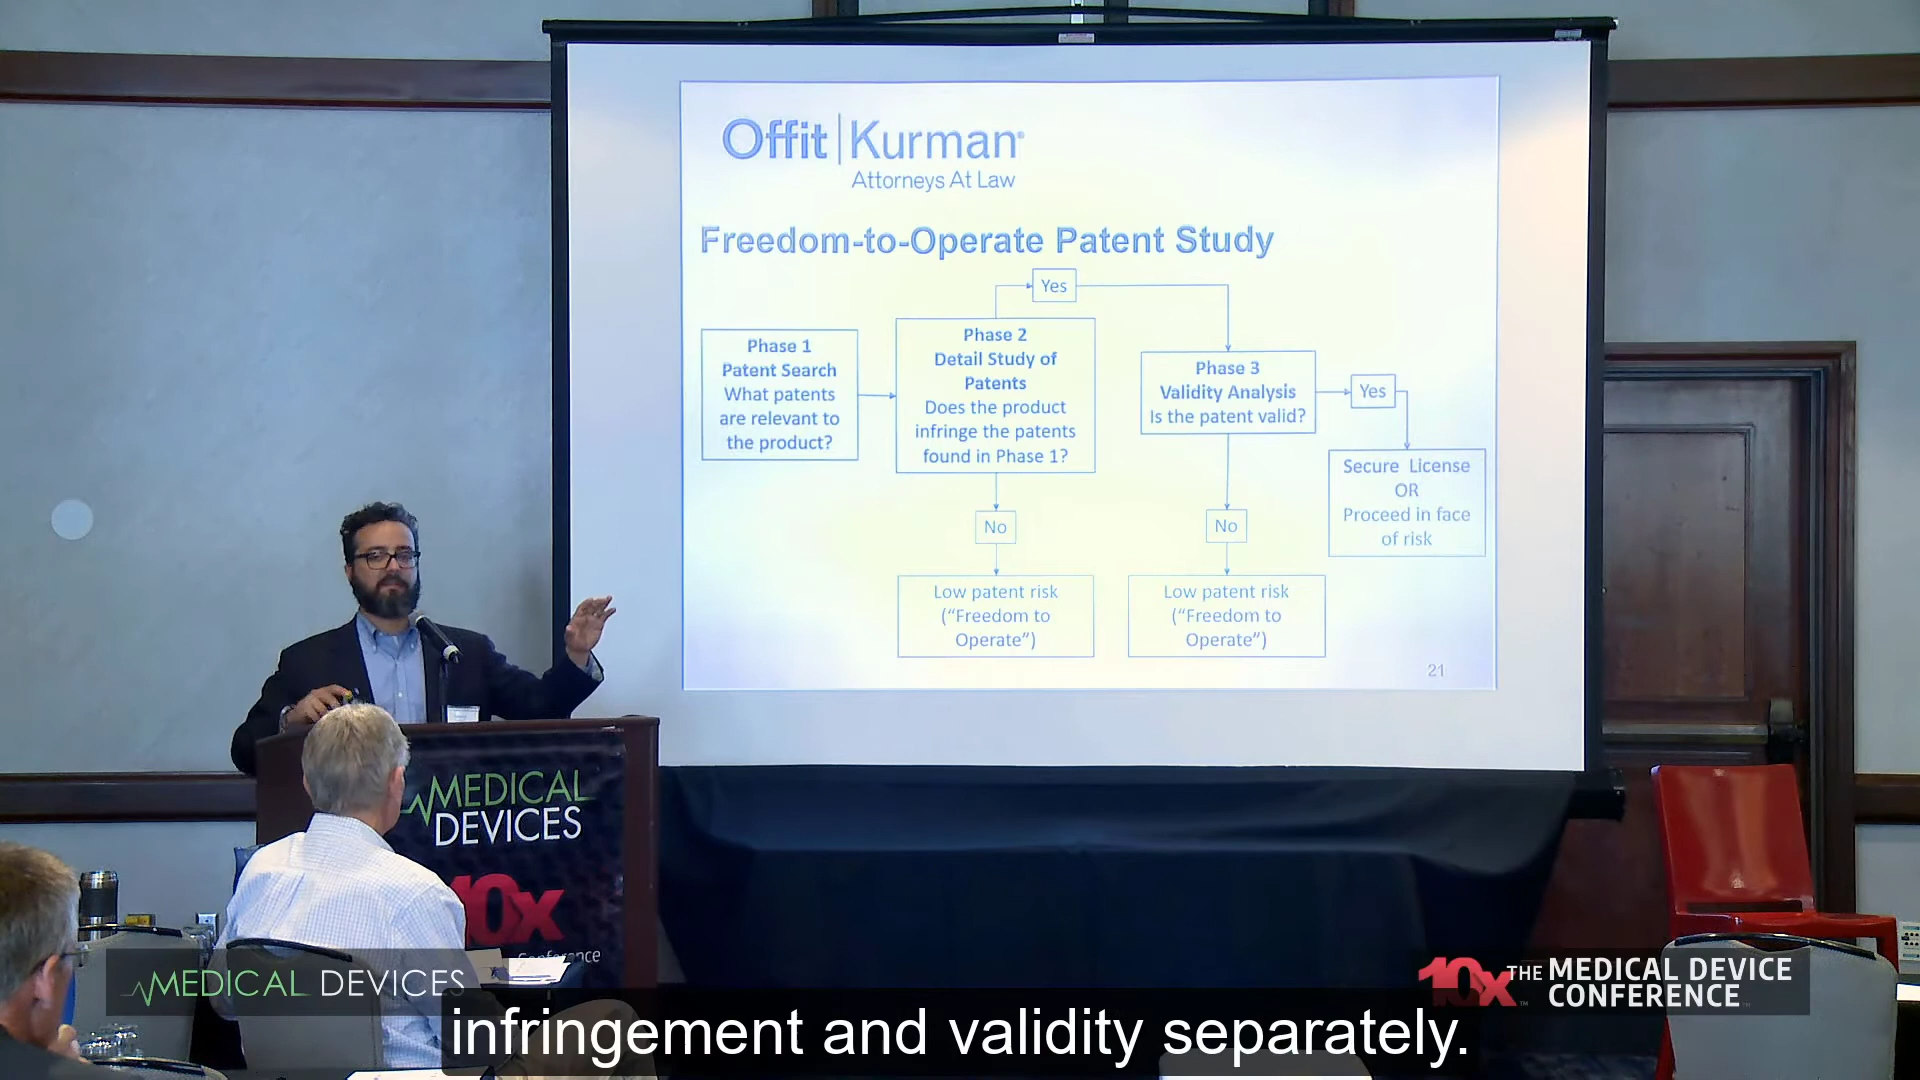 Offit | Kurman®
Attorneys At Law
Freedom-to-Operate Patent Study
Yes
Phase 1
Patent Search
What patents
are relevant to
the product?
Phase 2
Detail Study of
Patents
Does the product
infringe the patents
found in Phase 1?
Phase 3
Validity Analysis
Is the patent valid?
Yes
Secure License
OR
Proceed in face
of risk
No
No
Low patent risk
(“Freedom to
Operate”)
Low patent risk
(“Freedom to
Operate”)
21
MEDICAL
DEVICES
10x
Conference
MEDICAL DEVICES
10x THE MEDICAL DEVICE
CONFERENCE
infringement and validity separately.